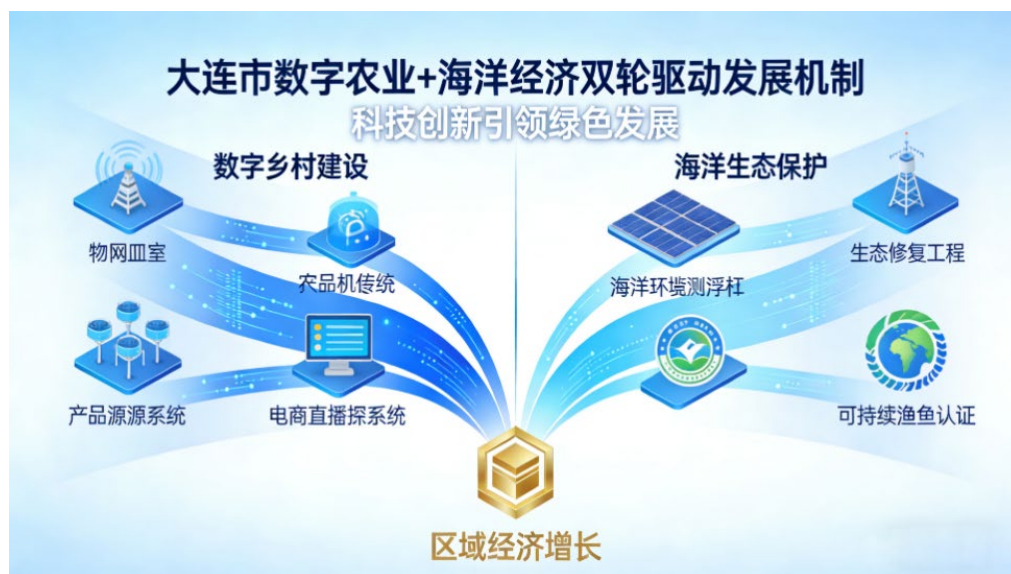 大连市数字农业+海洋经济双轮驱动发展机制
科技创新引领绿色发展
数字乡村建设
海洋生态保护
物网皿室
农品机传统
海洋环境测浮杠
生态修复工程
产品源源系统
电商直播探系统
可持续渔鱼认证
区域经济增长